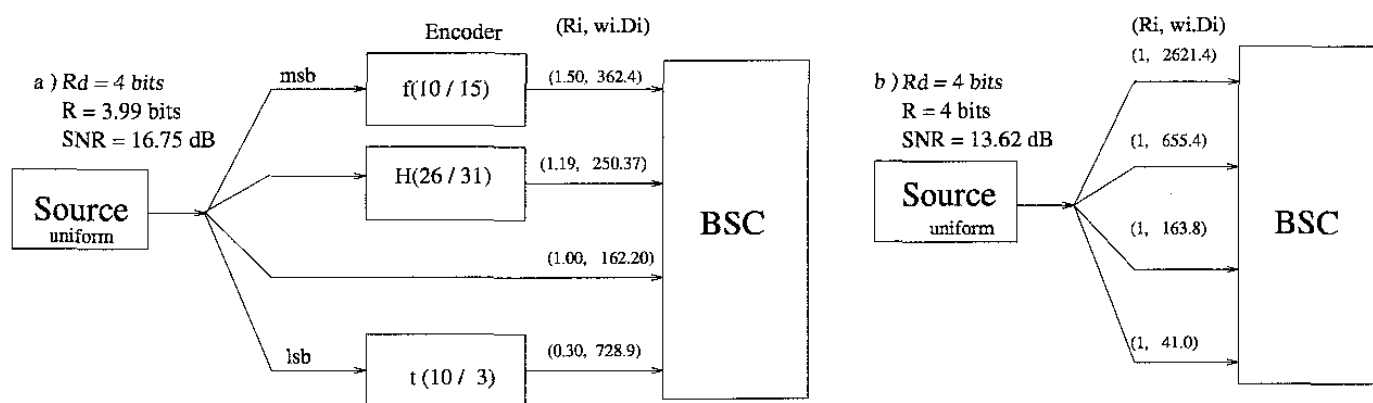 Encoder (Ri, wi.Di)
a ) Rd = 4 bits
R = 3.99 bits
SNR = 16.75 dB
msb
f(10 / 15)
(1.50, 362.4)
H(26 / 31)
(1.19, 250.37)
Source
uniform
(1.00, 162.20)
lsb
t (10 / 3)
(0.30, 728.9)
BSC
(Ri, wi.Di)
b ) Rd = 4 bits
R = 4 bits
SNR = 13.62 dB
(1, 2621.4)
(1, 655.4)
Source
uniform
(1, 163.8)
(1, 41.0)
BSC